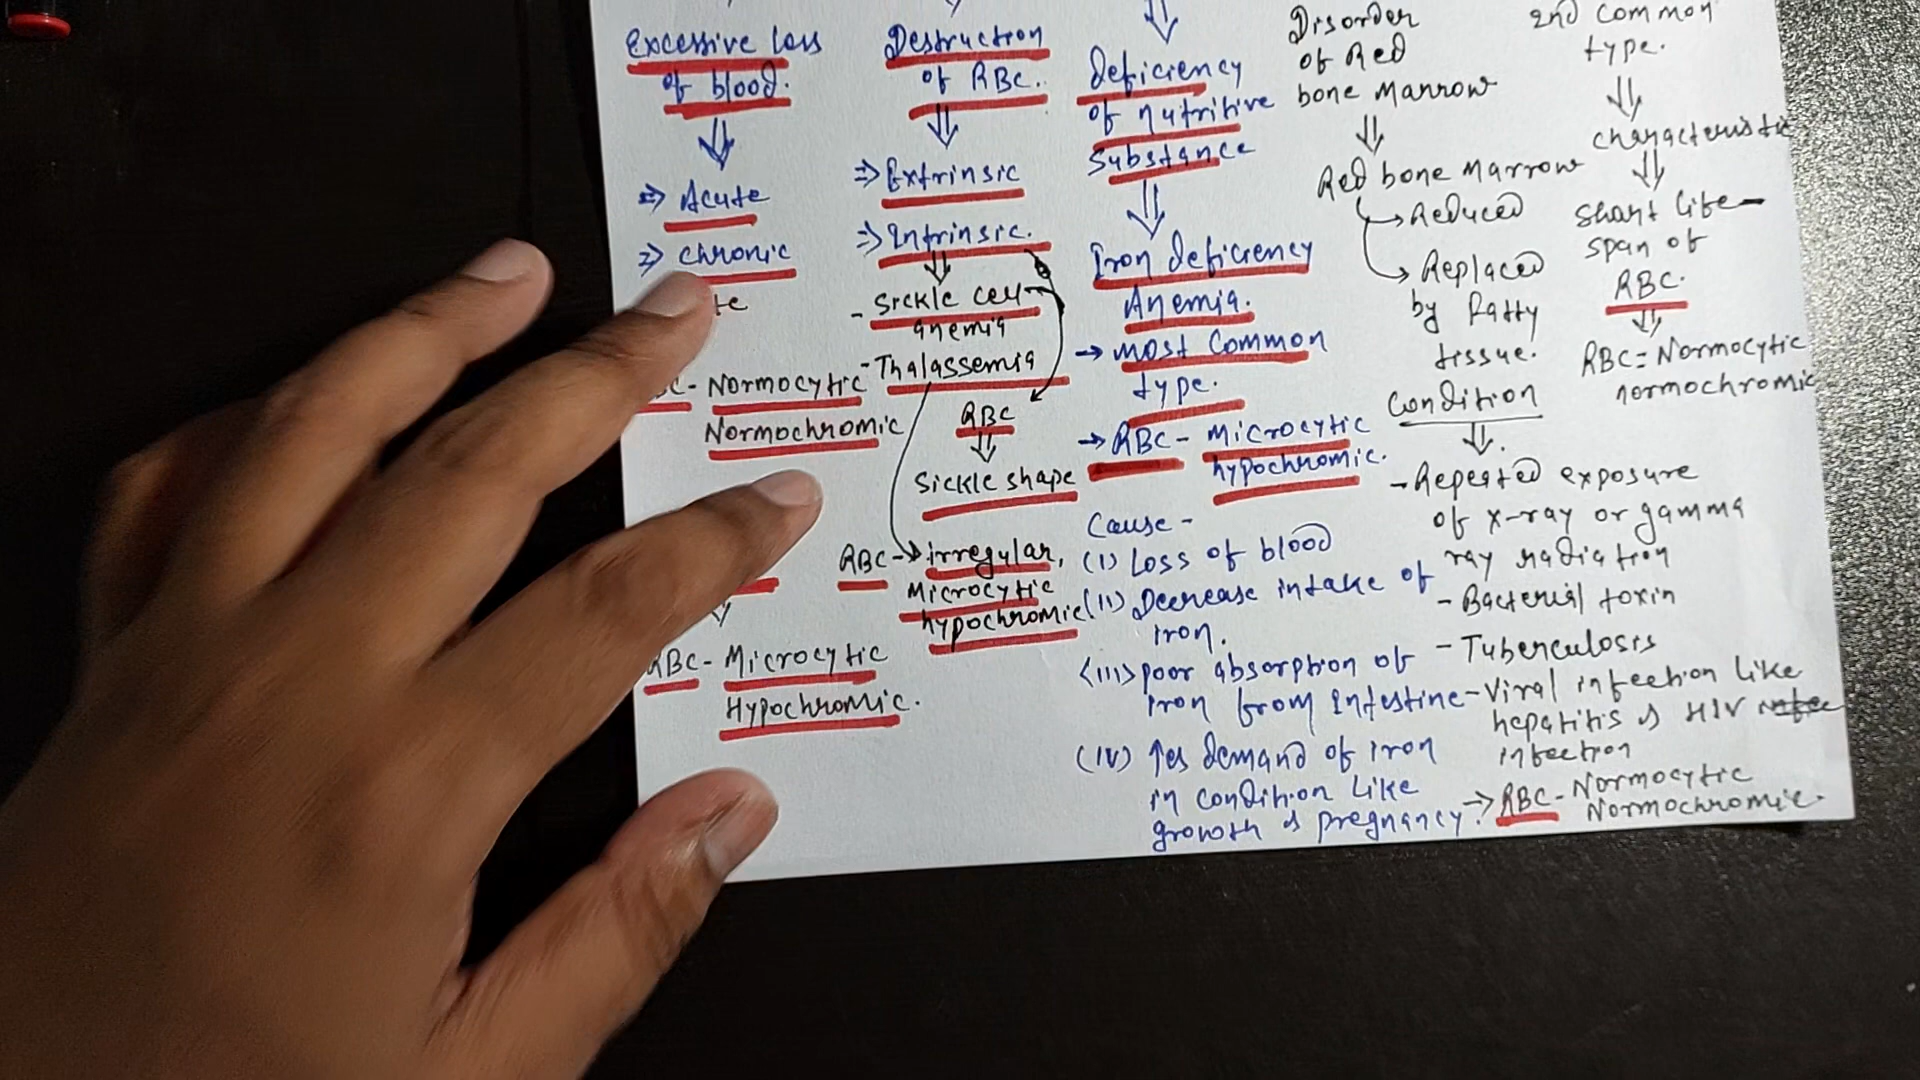 Excessive loss
of blood.
⇒ Acute
⇒ chronic
te
RBC- Normocytic
Normochromic
RBC- Microcytic
Hypochromic.
Destruction
of RBC.
⇒ Extrinsic
⇒ Intrinsic.
- Sickle cell
anemia
- Thalassemia
RBC
Sickle shape
RBC → irregular,
Microcytic
hypochromic
deficiency
of nutritive
Substance
Iron deficiency
Anemia.
→ most common
type.
→ RBC - Microcytic
hypochromic.
Cause -
(i) Loss of blood
(ii) Decrease intake of
iron.
(iii) poor absorption of
iron from intestine
(iv) ↑es demand of iron
in condition like
growth & pregnancy.
Disorder
of Red
bone Marrow
Red bone marrow
→ Reduced
→ Replaced
by Fatty
tissue.
Condition
- Repeated exposure
of x-ray or gamma
ray radiation
- Bacterial toxin
- Tuberculosis
- Viral infection like
hepatitis & HIV
infection
→ RBC - Normocytic
Normochromic.
2nd common
type.
characteristic
short life-
span of
RBC.
RBC = Normocytic
normochromic